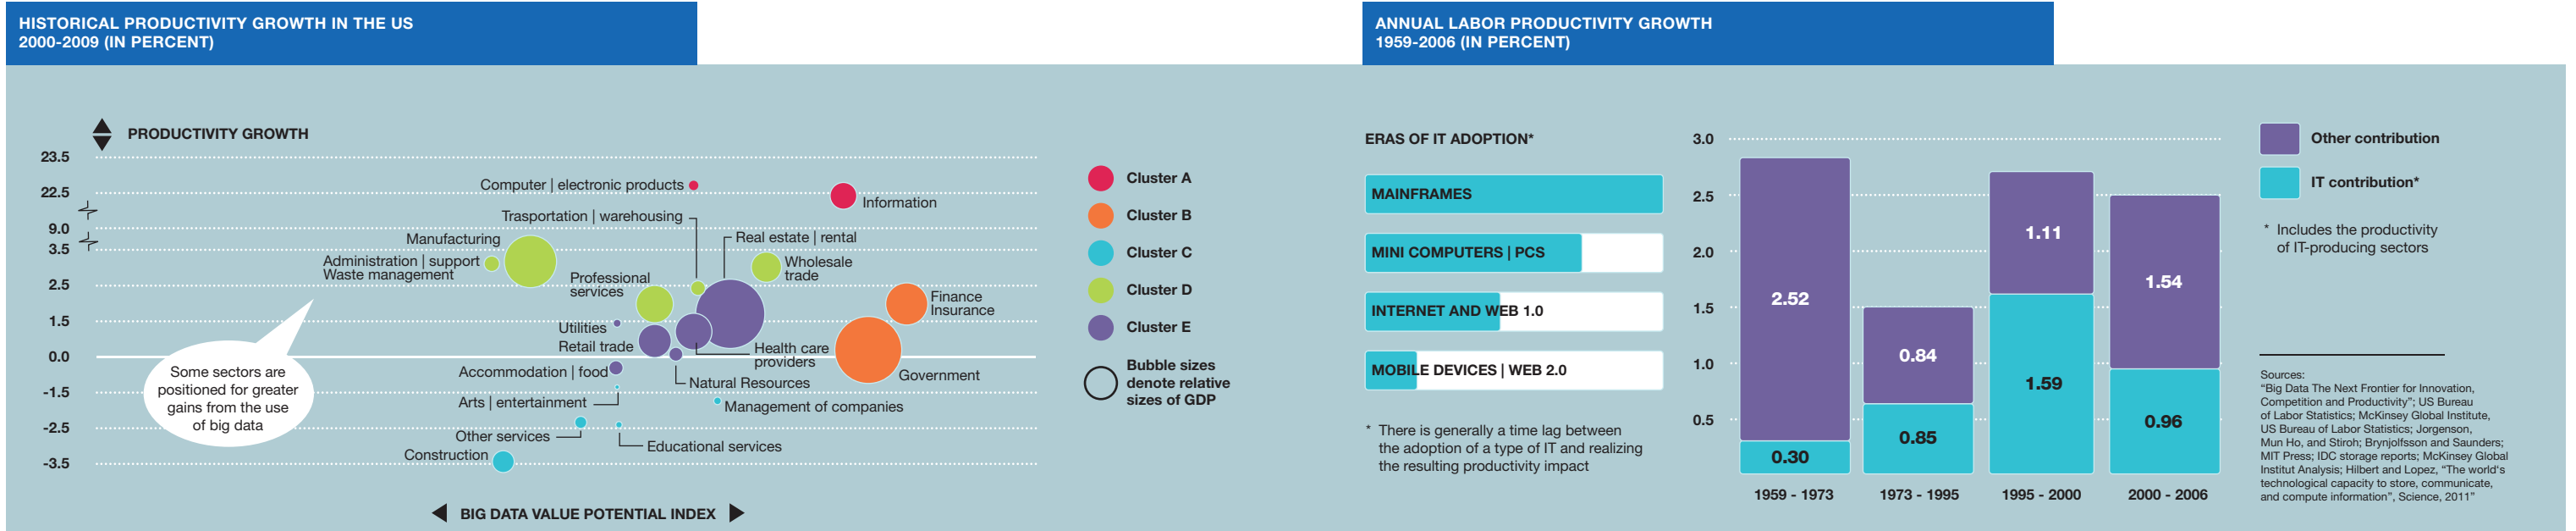 HISTORICAL PRODUCTIVITY GROWTH IN THE US
2000-2009 (IN PERCENT)
PRODUCTIVITY GROWTH
23.5
22.5
9.0
3.5
2.5
1.5
0.0
-1.5
-2.5
-3.5
Computer | electronic products
Information
Trasportation | warehousing
Manufacturing
Real estate | rental
Administration | support
Waste management
Wholesale
trade
Professional
services
Finance
Insurance
Utilities
Retail trade
Health care
providers
Accommodation | food
Natural Resources
Government
Arts | entertainment
Management of companies
Other services
Educational services
Construction
Some sectors are
positioned for greater
gains from the use
of big data
BIG DATA VALUE POTENTIAL INDEX
Cluster A
Cluster B
Cluster C
Cluster D
Cluster E
Bubble sizes
denote relative
sizes of GDP
ANNUAL LABOR PRODUCTIVITY GROWTH
1959-2006 (IN PERCENT)
ERAS OF IT ADOPTION*
MAINFRAMES
MINI COMPUTERS | PCS
INTERNET AND WEB 1.0
MOBILE DEVICES | WEB 2.0
* There is generally a time lag between
the adoption of a type of IT and realizing
the resulting productivity impact
3.0
2.5
2.0
1.5
1.0
0.5
2.52
0.30
0.84
0.85
1.11
1.59
1.54
0.96
1959 - 1973
1973 - 1995
1995 - 2000
2000 - 2006
Other contribution
IT contribution*
* Includes the productivity
of IT-producing sectors
Sources:
“Big Data The Next Frontier for Innovation,
Competition and Productivity”; US Bureau
of Labor Statistics; McKinsey Global Institute,
US Bureau of Labor Statistics; Jorgenson,
Mun Ho, and Stiroh; Brynjolfsson and Saunders;
MIT Press; IDC storage reports; McKinsey Global
Institut Analysis; Hilbert and Lopez, “The world's
technological capacity to store, communicate,
and compute information”, Science, 2011”